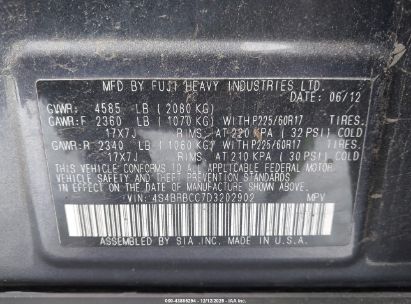 MFD BY FUJI HEAVY INDUSTRIES LTD.
DATE: 06/12
GVWR: 4585 LB (2080 KG)
GAWR:F 2360 LB (1070 KG) WITH P225/60R17 TIRES.
17X7J RIMS, AT 220 KPA (32 PSI) COLD
GAWR:R 2340 LB (1060 KG) WITH P225/60R17 TIRES.
17X7J RIMS, AT 210 KPA (30 PSI) COLD
THIS VEHICLE CONFORMS TO ALL APPLICABLE FEDERAL MOTOR
VEHICLE SAFETY AND THEFT PREVENTION STANDARDS
IN EFFECT ON THE DATE OF MANUFACTURE SHOWN ABOVE.
VIN: 4S4BRBCC7D3202902 MPV
ASSEMBLED BY SIA INC. MADE IN U.S.A.